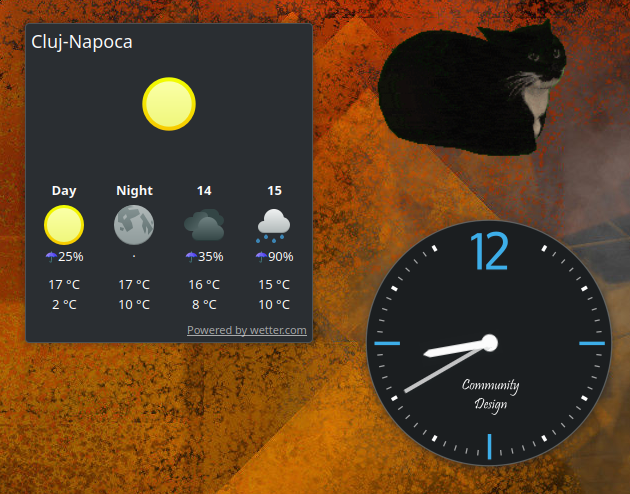 Cluj-Napoca
Day Night 14 15
☔25% · ☔35% ☔90%
17 °C 17 °C 16 °C 15 °C
2 °C 10 °C 8 °C 10 °C
Powered by wetter.com
12
Community
Design